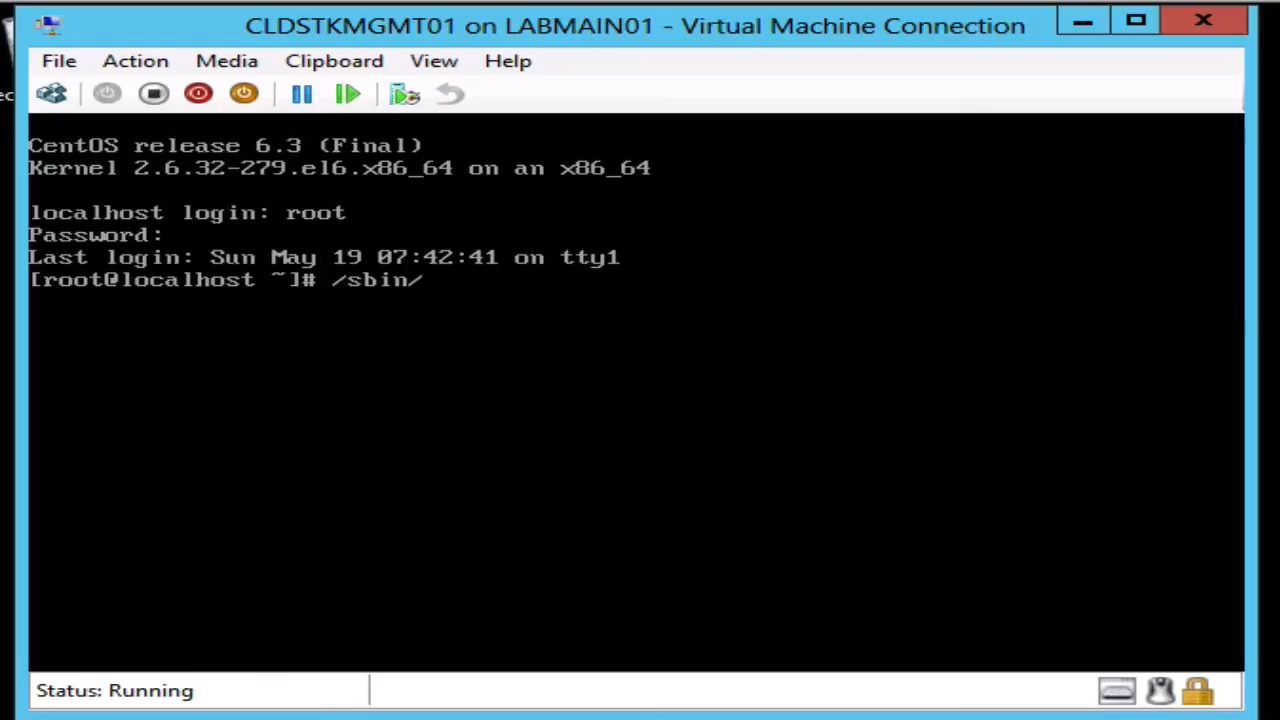 CLDSTKMGMT01 on LABMAIN01 - Virtual Machine Connection
File Action Media Clipboard View Help
ec
CentOS release 6.3 (Final)
Kernel 2.6.32-279.el6.x86_64 on an x86_64
localhost login: root
Password:
Last login: Sun May 19 07:42:41 on tty1
[root@localhost ~]# /sbin/
Status: Running